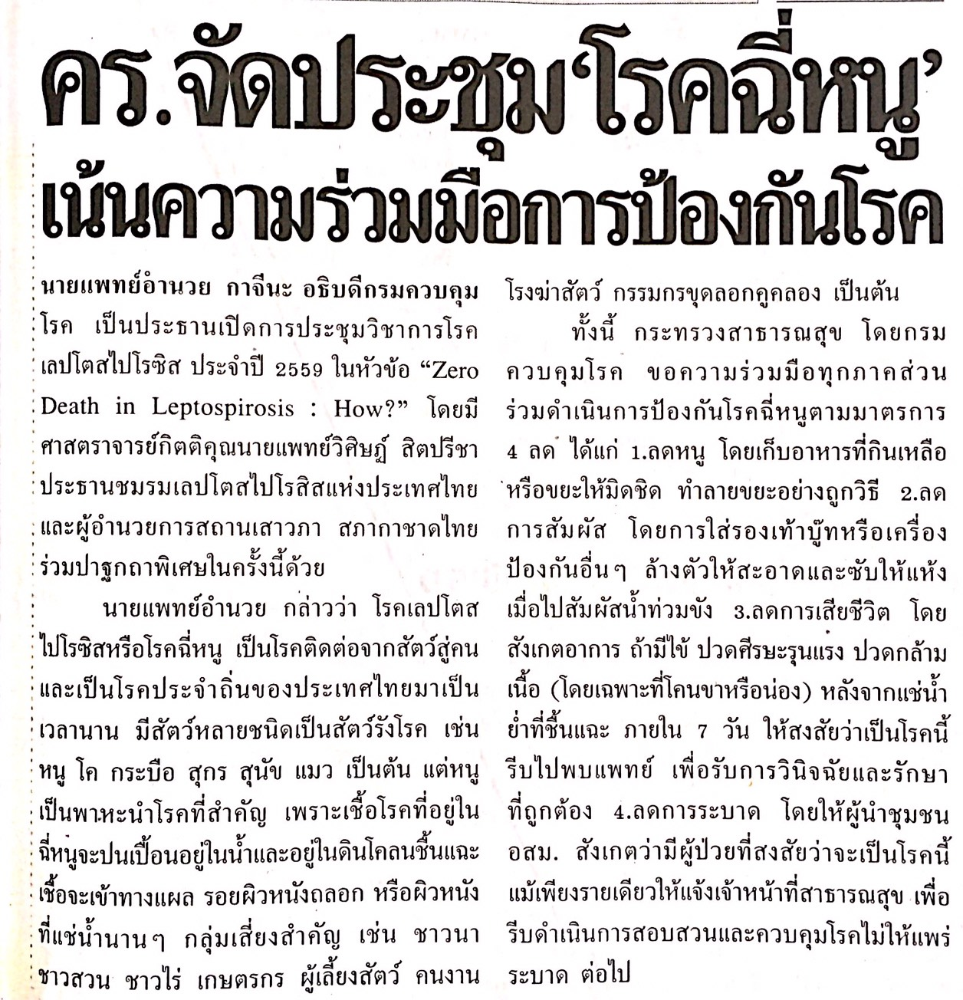 คร.จัดประชุม‘โรคฉี่หนู’
เน้นความร่วมมือการป้องกันโรค
นายแพทย์อำนวย กาจีนะ อธิบดีกรมควบคุม
โรค เป็นประธานเปิดการประชุมวิชาการโรค
เลปโตสไปโรซิส ประจำปี 2559 ในหัวข้อ “Zero
Death in Leptospirosis : How?” โดยมี
ศาสตราจารย์กิตติคุณนายแพทย์วิศิษฏ์ สิตปรีชา
ประธานชมรมเลปโตสไปโรสิสแห่งประเทศไทย
และผู้อำนวยการสถานเสาวภา สภากาชาดไทย
ร่วมปาฐกถาพิเศษในครั้งนี้ด้วย
นายแพทย์อำนวย กล่าวว่า โรคเลปโตส
ไปโรซิสหรือโรคฉี่หนู เป็นโรคติดต่อจากสัตว์สู่คน
และเป็นโรคประจำถิ่นของประเทศไทยมาเป็น
เวลานาน มีสัตว์หลายชนิดเป็นสัตว์รังโรค เช่น
หนู โค กระบือ สุกร สุนัข แมว เป็นต้น แต่หนู
เป็นพาหะนำโรคที่สำคัญ เพราะเชื้อโรคที่อยู่ใน
ฉี่หนูจะปนเปื้อนอยู่ในน้ำและอยู่ในดินโคลนชื้นแฉะ
เชื้อจะเข้าทางแผล รอยผิวหนังถลอก หรือผิวหนัง
ที่แช่น้ำนานๆ กลุ่มเสี่ยงสำคัญ เช่น ชาวนา
ชาวสวน ชาวไร่ เกษตรกร ผู้เลี้ยงสัตว์ คนงาน
โรงฆ่าสัตว์ กรรมกรขุดลอกคูคลอง เป็นต้น
ทั้งนี้ กระทรวงสาธารณสุข โดยกรม
ควบคุมโรค ขอความร่วมมือทุกภาคส่วน
ร่วมดำเนินการป้องกันโรคฉี่หนูตามมาตรการ
4 ลด ได้แก่ 1.ลดหนู โดยเก็บอาหารที่กินเหลือ
หรือขยะให้มิดชิด ทำลายขยะอย่างถูกวิธี 2.ลด
การสัมผัส โดยการใส่รองเท้าบู๊ทหรือเครื่อง
ป้องกันอื่นๆ ล้างตัวให้สะอาดและซับให้แห้ง
เมื่อไปสัมผัสน้ำท่วมขัง 3.ลดการเสียชีวิต โดย
สังเกตอาการ ถ้ามีไข้ ปวดศีรษะรุนแรง ปวดกล้าม
เนื้อ (โดยเฉพาะที่โคนขาหรือน่อง) หลังจากแช่น้ำ
ย่ำที่ชื้นแฉะ ภายใน 7 วัน ให้สงสัยว่าเป็นโรคนี้
รีบไปพบแพทย์ เพื่อรับการวินิจฉัยและรักษา
ที่ถูกต้อง 4.ลดการระบาด โดยให้ผู้นำชุมชน
อสม. สังเกตว่ามีผู้ป่วยที่สงสัยว่าจะเป็นโรคนี้
แม้เพียงรายเดียวให้แจ้งเจ้าหน้าที่สาธารณสุข เพื่อ
รีบดำเนินการสอบสวนและควบคุมโรคไม่ให้แพร่
ระบาด ต่อไป